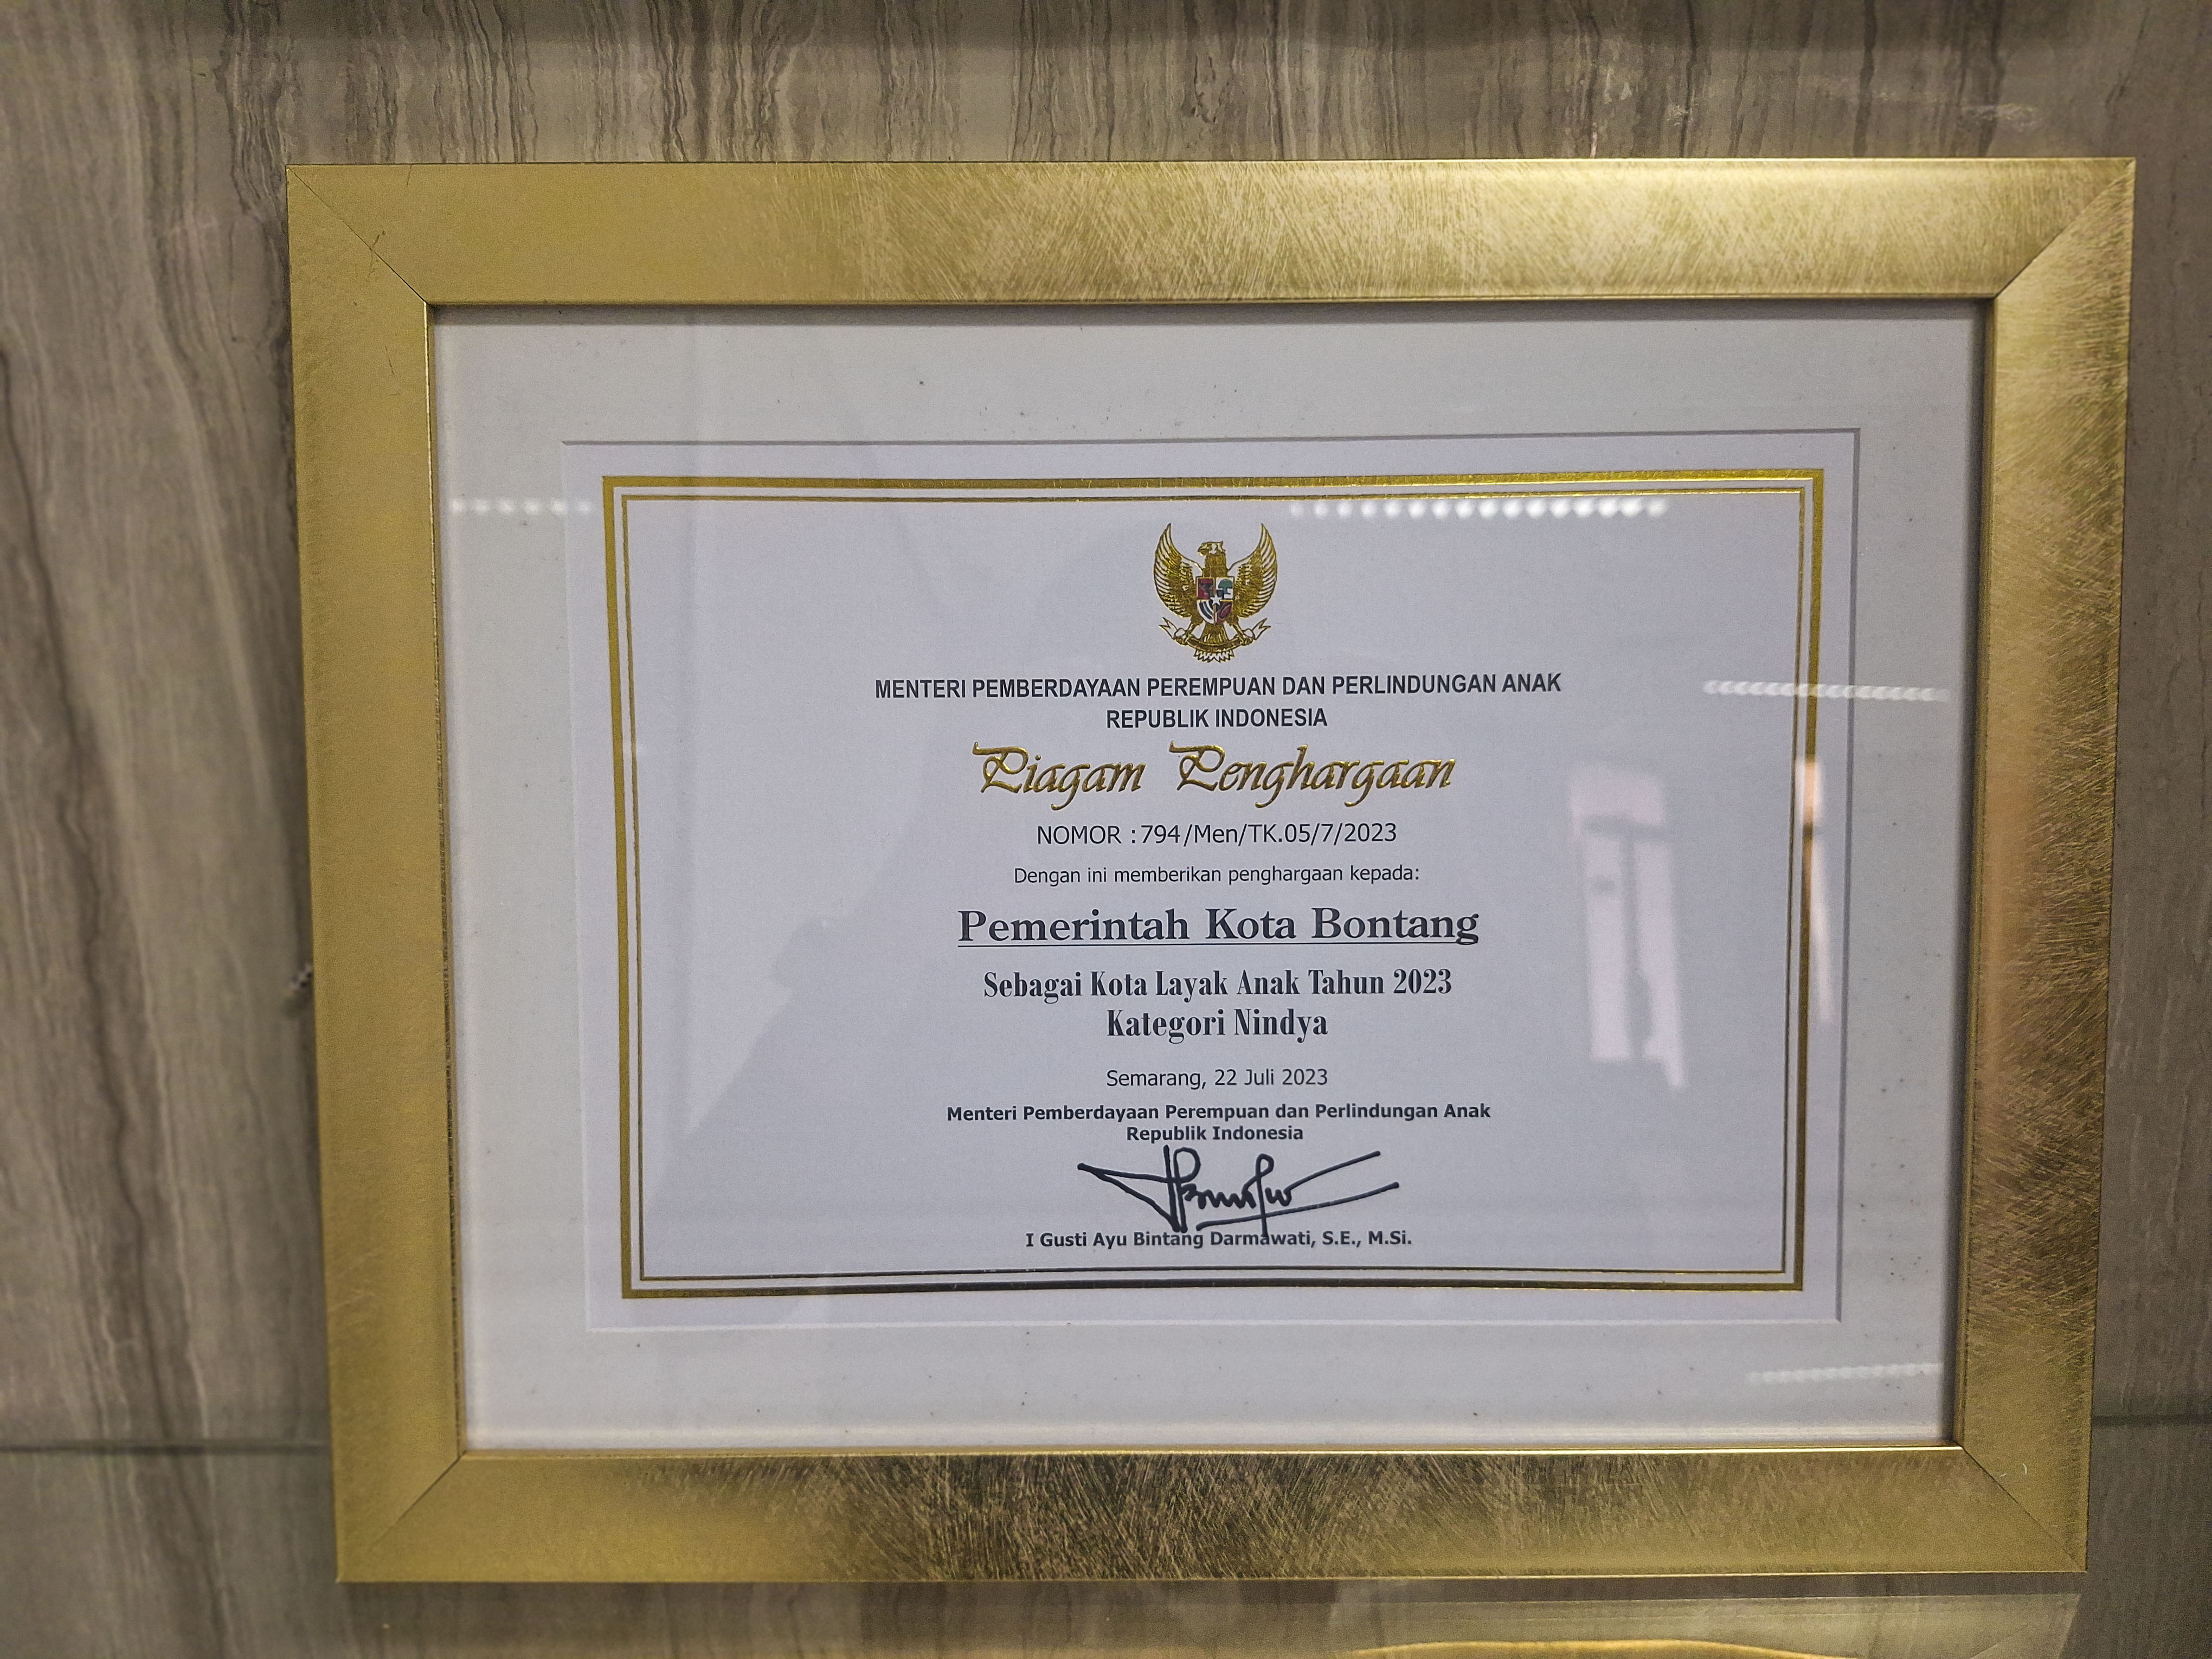 MENTERI PEMBERDAYAAN PEREMPUAN DAN PERLINDUNGAN ANAK
REPUBLIK INDONESIA
Piagam Penghargaan
NOMOR : 794/Men/TK.05/7/2023
Dengan ini memberikan penghargaan kepada:
Pemerintah Kota Bontang
Sebagai Kota Layak Anak Tahun 2023
Kategori Nindya
Semarang, 22 Juli 2023
Menteri Pemberdayaan Perempuan dan Perlindungan Anak
Republik Indonesia
I Gusti Ayu Bintang Darmawati, S.E., M.Si.